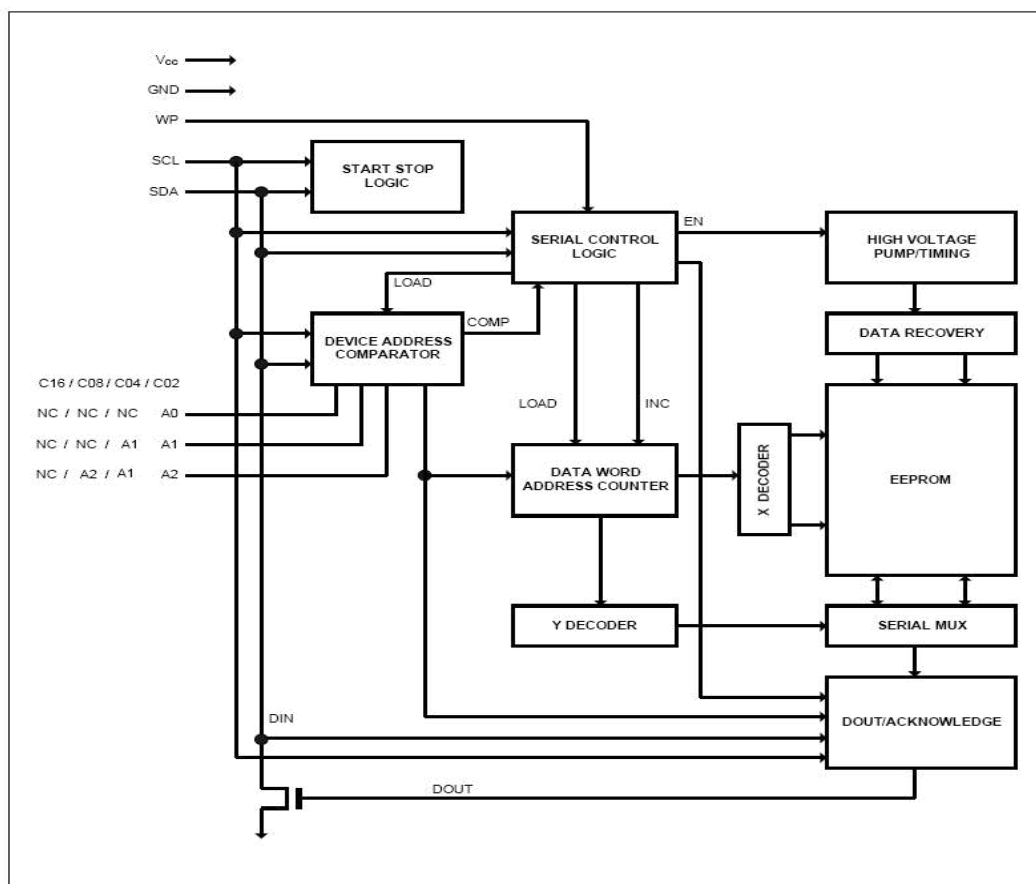 Vcc
GND
WP
SCL
SDA
START STOP
LOGIC
SERIAL CONTROL
LOGIC
EN
HIGH VOLTAGE
PUMP/TIMING
LOAD
COMP
DEVICE ADDRESS
COMPARATOR
DATA RECOVERY
C16 / C08 / C04 / C02
NC / NC / NC A0
NC / NC / A1 A1
NC / A2 / A1 A2
LOAD
INC
DATA WORD
ADDRESS COUNTER
X DECODER
EEPROM
Y DECODER
SERIAL MUX
DIN
DOUT/ACKNOWLEDGE
DOUT